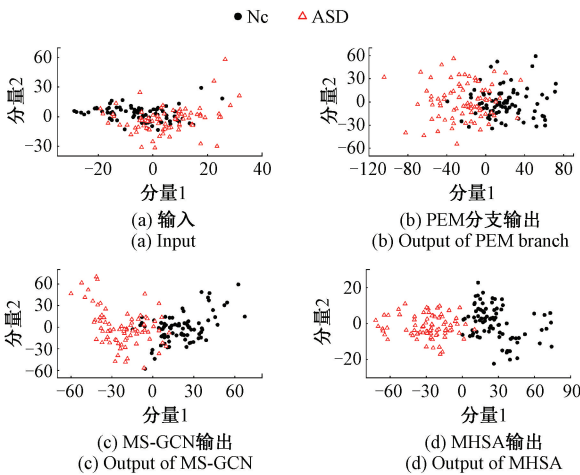 Nc ASD
60
30
0
−30
分量2
−20 0 20 40
分量1
(a) 输入
(a) Input
60
30
0
−30
−60
分量2
−120 −80 −40 0 40 80
分量1
(b) PEM分支输出
(b) Output of PEM branch
60
30
0
−30
−60
分量2
−60 −30 0 30 60
分量1
(c) MS-GCN输出
(c) Output of MS-GCN
20
0
−20
分量2
−60 −30 0 30 60 90
分量1
(d) MHSA输出
(d) Output of MHSA